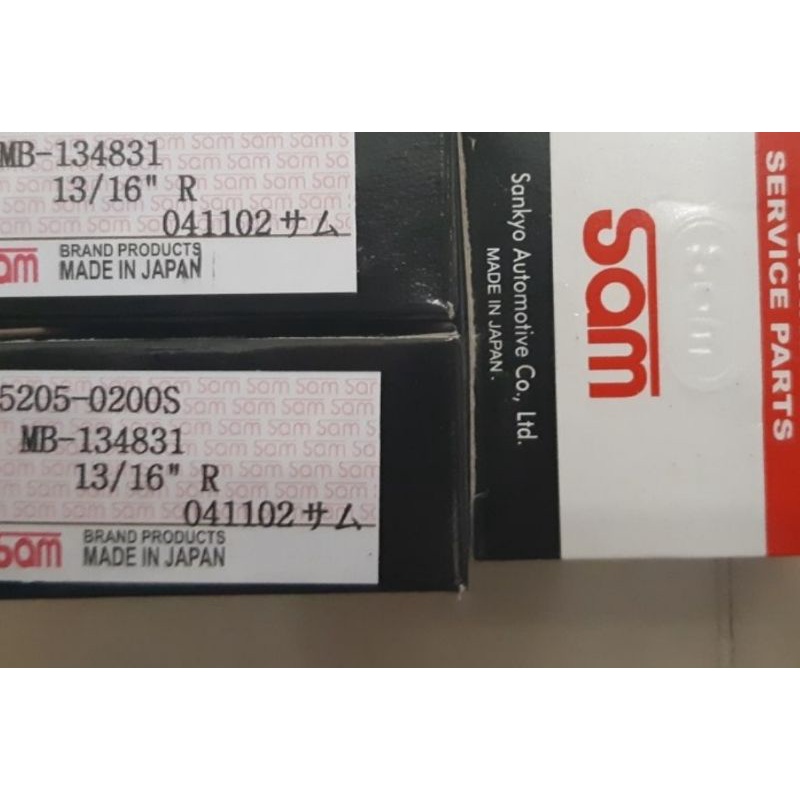 MB-134831
13/16" R
041102サム
sam
BRAND PRODUCTS
MADE IN JAPAN
5205-0200S
MB-134831
13/16" R
041102サム
sam
BRAND PRODUCTS
MADE IN JAPAN
Sankyo Automotive Co., Ltd.
MADE IN JAPAN.
sam
SERVICE PARTS